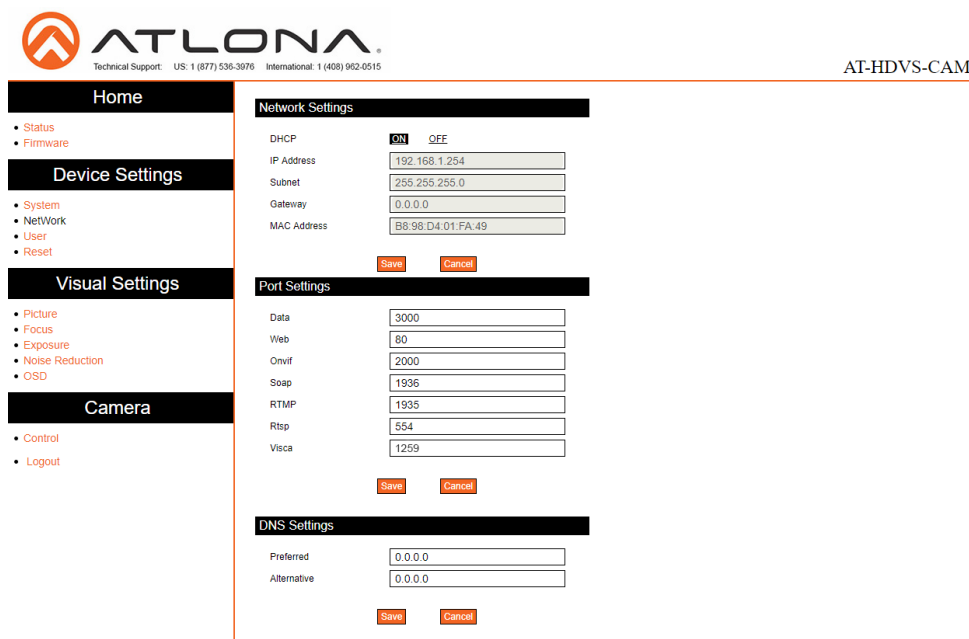 ATLONA.
Technical Support: US: 1 (877) 536-3976 International: 1 (408) 962-0515
AT-HDVS-CAM
Home
Status
Firmware
Device Settings
System
NetWork
User
Reset
Visual Settings
Picture
Focus
Exposure
Noise Reduction
OSD
Camera
Control
Logout
Network Settings
DHCP ON OFF
IP Address 192.168.1.254
Subnet 255.255.255.0
Gateway 0.0.0.0
MAC Address B8:98:D4:01:FA:49
Save Cancel
Port Settings
Data 3000
Web 80
Onvif 2000
Soap 1936
RTMP 1935
Rtsp 554
Visca 1259
Save Cancel
DNS Settings
Preferred 0.0.0.0
Alternative 0.0.0.0
Save Cancel